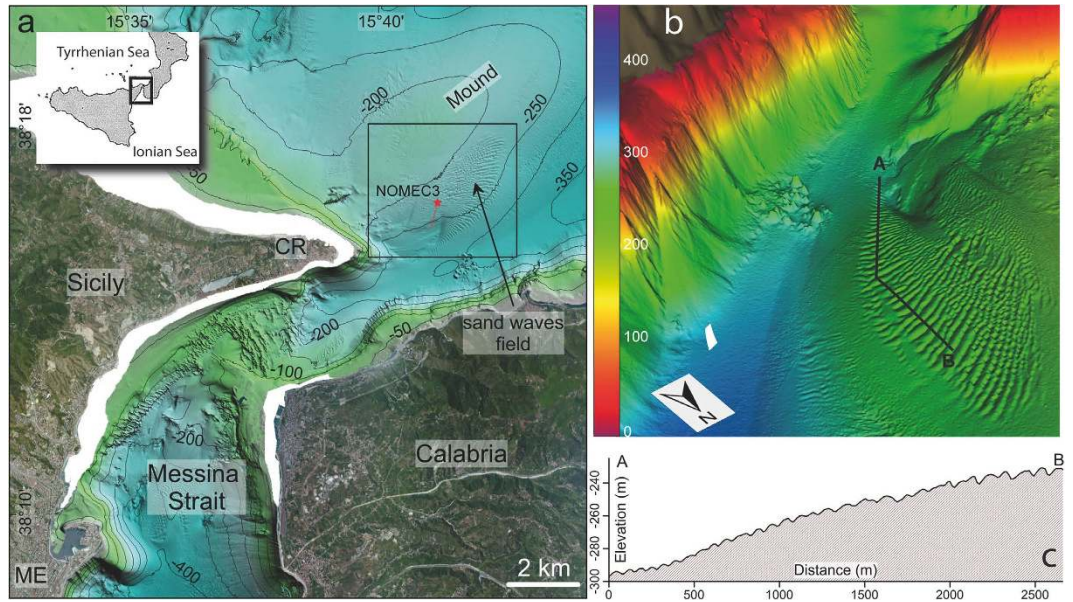 a
15°35'
15°40'
Tyrrhenian Sea
Ionian Sea
38°18'
50
-200
Mound
-250
-350
NOMEC3
CR
Sicily
-200
-50
sand waves
field
-100
-200
Messina
Strait
Calabria
38°10'
ME
-400
2 km
b
400
300
200
100
0
A
B
N
A
B
Elevation (m)
-240
-260
-280
-300
Distance (m)
0
500
1000
1500
2000
2500
C